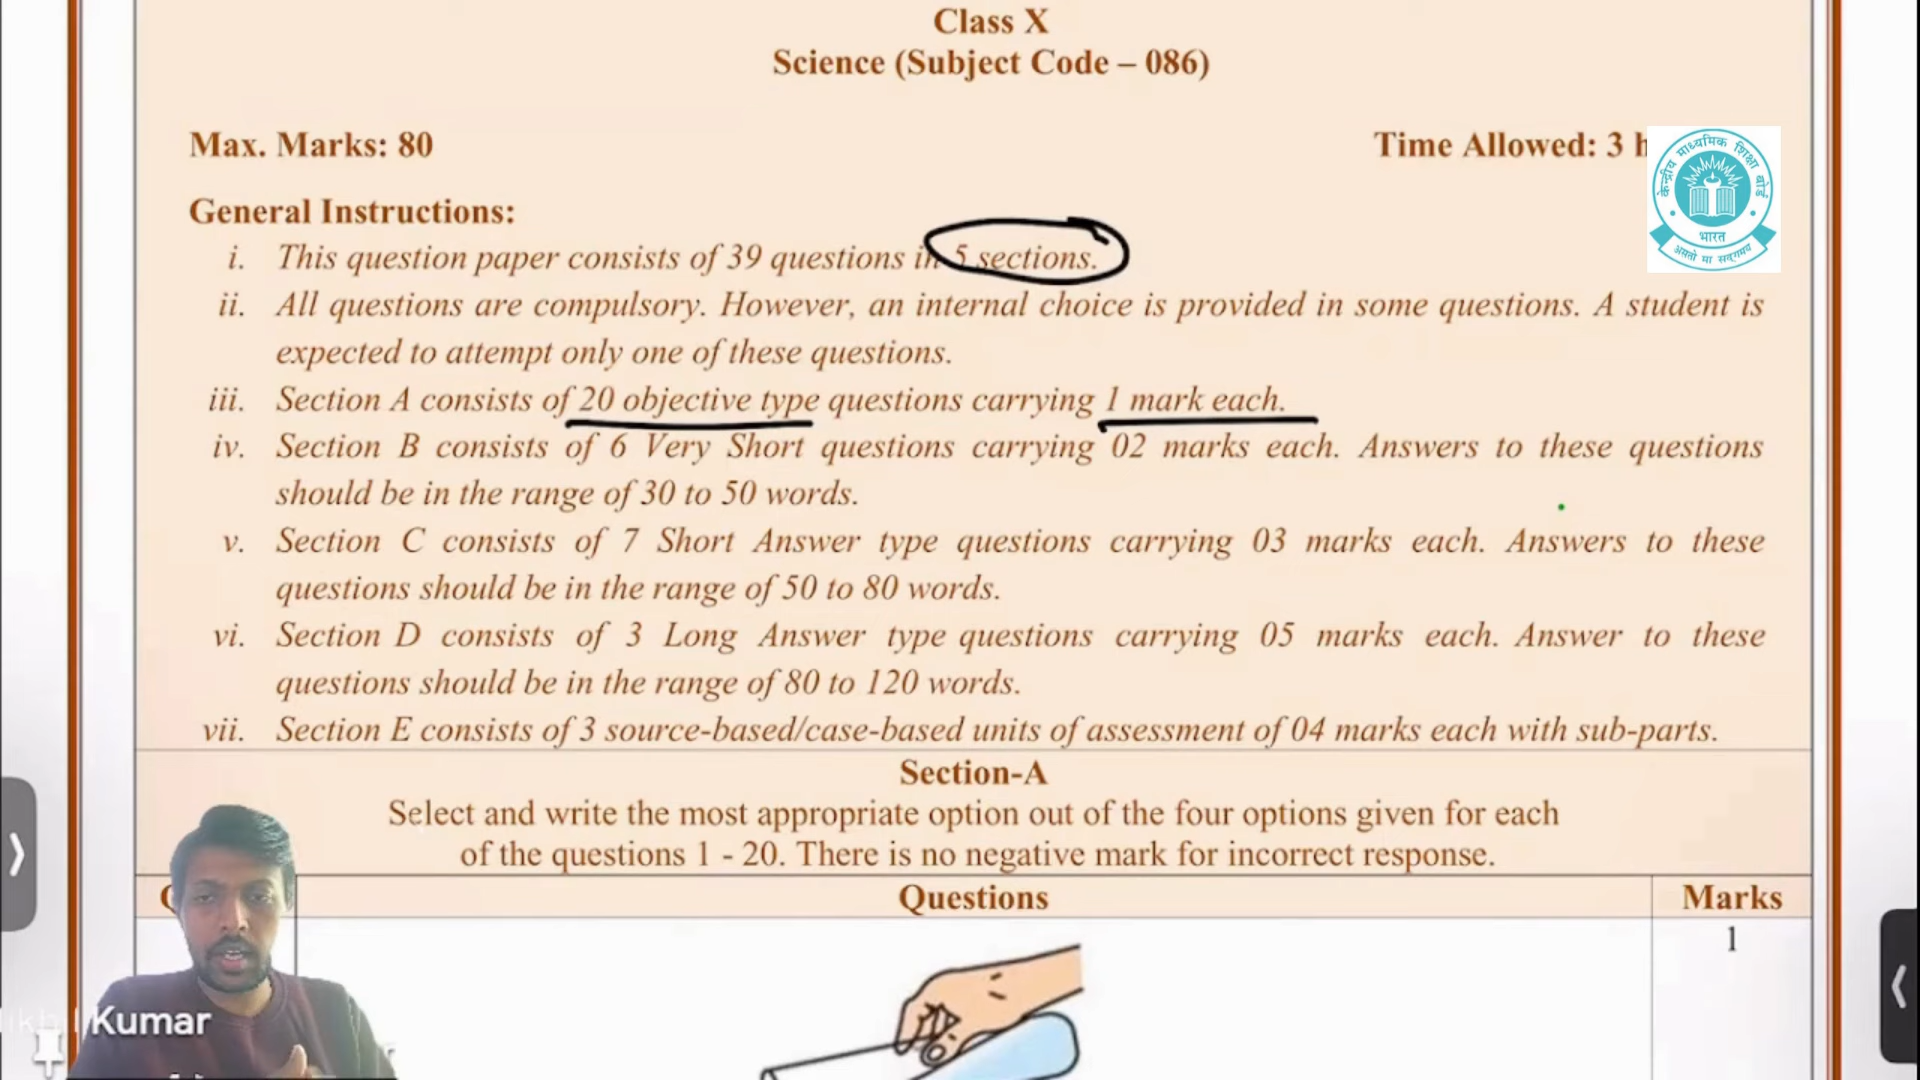 Class X
Science (Subject Code – 086)
Max. Marks: 80
Time Allowed: 3 h
केन्द्रीय माध्यमिक शिक्षा बोर्ड
भारत
असतो मा सद्गमय
General Instructions:
i. This question paper consists of 39 questions in 5 sections.
ii. All questions are compulsory. However, an internal choice is provided in some questions. A student is
expected to attempt only one of these questions.
iii. Section A consists of 20 objective type questions carrying 1 mark each.
iv. Section B consists of 6 Very Short questions carrying 02 marks each. Answers to these questions
should be in the range of 30 to 50 words.
v. Section C consists of 7 Short Answer type questions carrying 03 marks each. Answers to these
questions should be in the range of 50 to 80 words.
vi. Section D consists of 3 Long Answer type questions carrying 05 marks each. Answer to these
questions should be in the range of 80 to 120 words.
vii. Section E consists of 3 source-based/case-based units of assessment of 04 marks each with sub-parts.
Section-A
Select and write the most appropriate option out of the four options given for each
of the questions 1 - 20. There is no negative mark for incorrect response.
Questions
Marks
1
Kumar